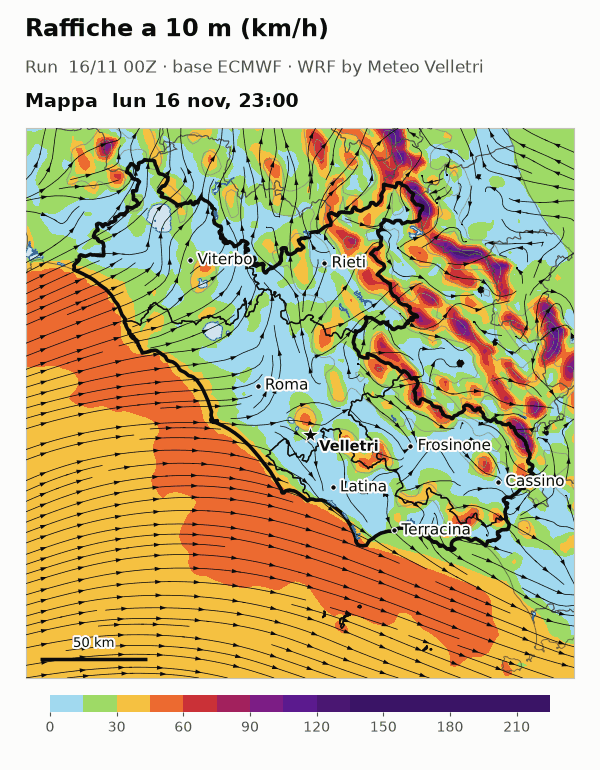 Raffiche a 10 m (km/h)
Run  16/11 00Z · base ECMWF · WRF by Meteo Velletri
Mappa  lun 16 nov, 23:00
Viterbo
Rieti
Roma
Velletri
Frosinone
Latina
Cassino
Terracina
50 km
0 30 60 90 120 150 180 210